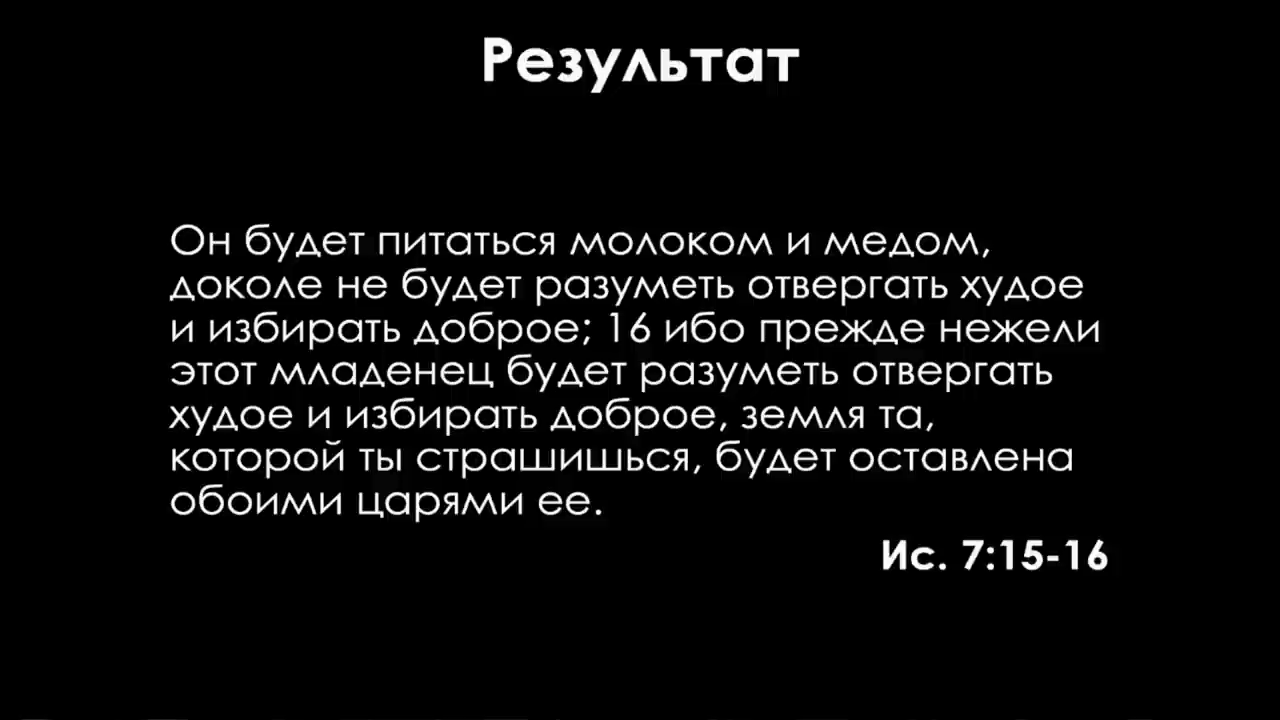 Результат
Он будет питаться молоком и медом,
доколе не будет разуметь отвергать худое
и избирать доброе; 16 ибо прежде нежели
этот младенец будет разуметь отвергать
худое и избирать доброе, земля та,
которой ты страшишься, будет оставлена
обоими царями ее.
Ис. 7:15-16